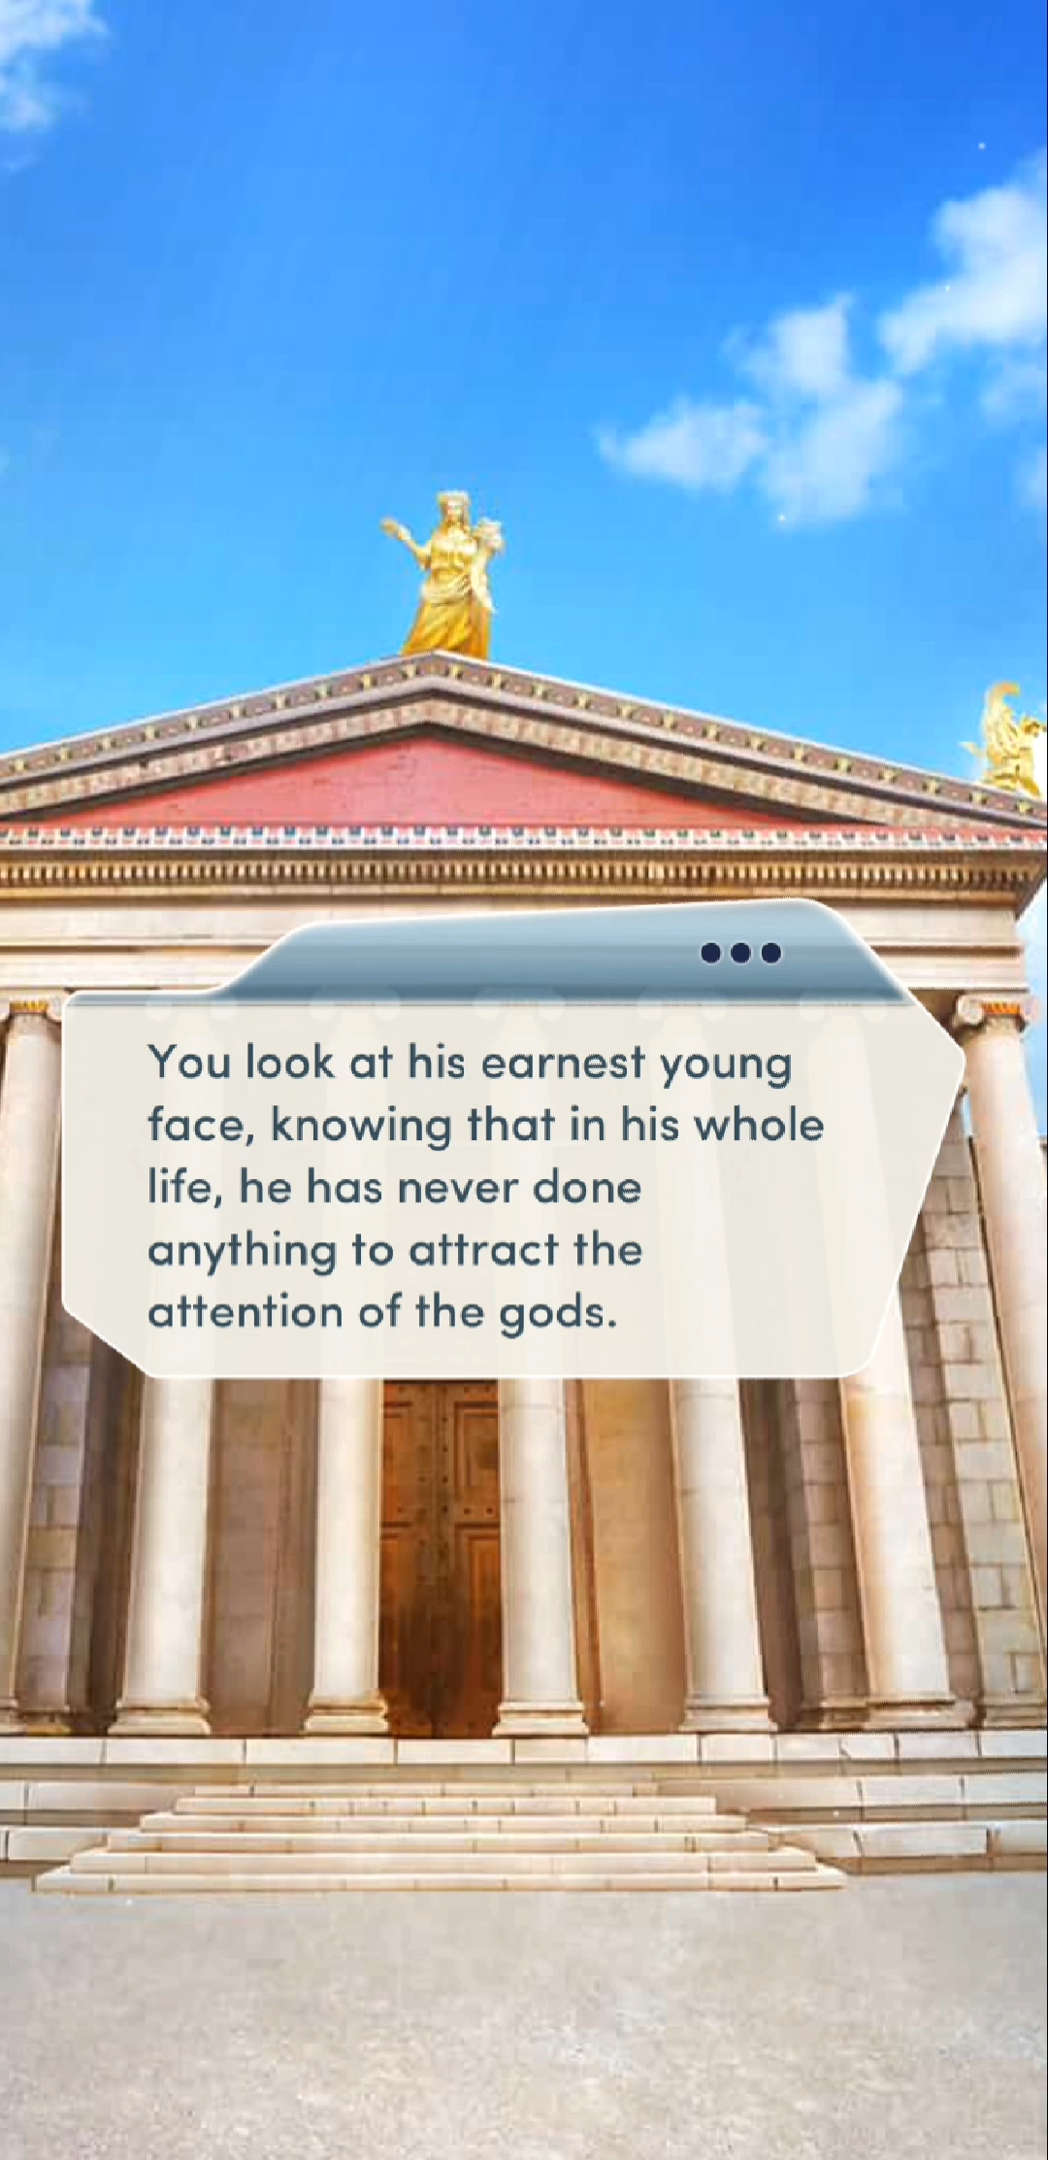 You look at his earnest young
face, knowing that in his whole
life, he has never done
anything to attract the
attention of the gods.